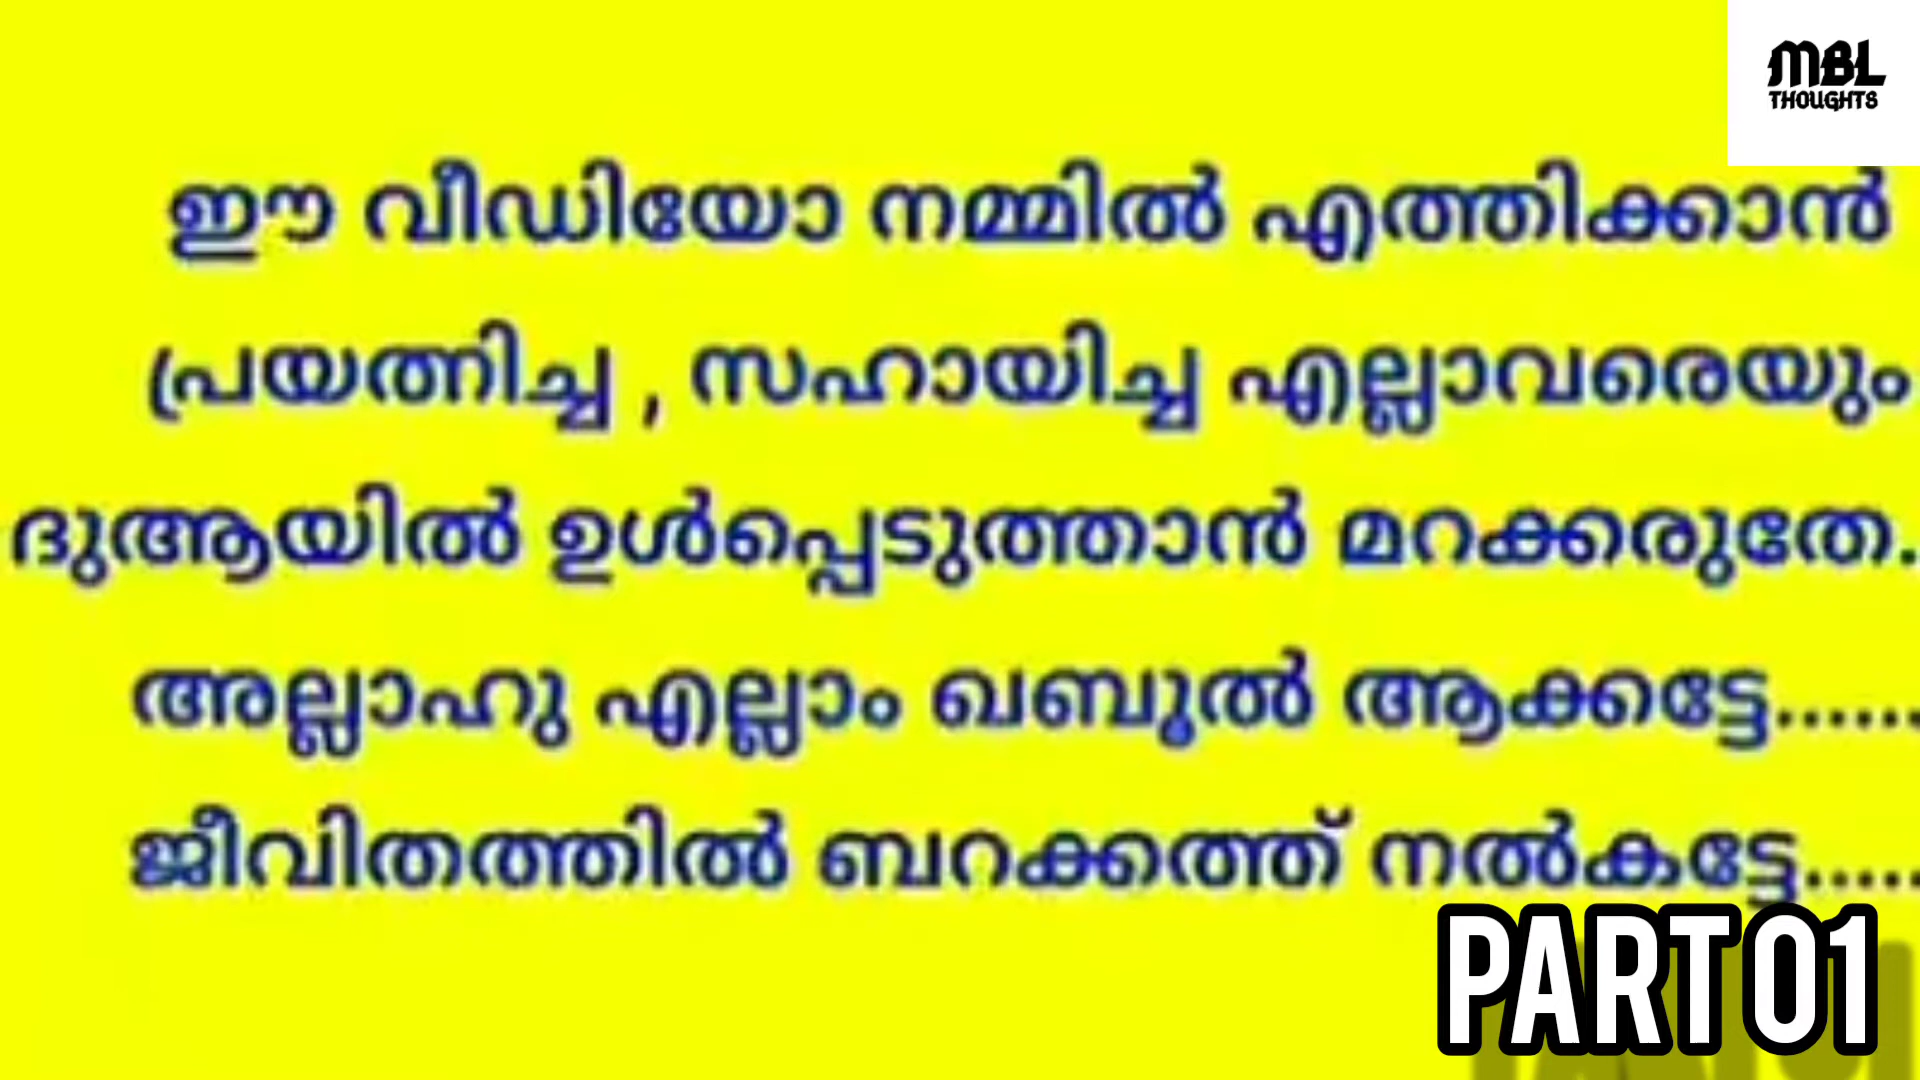 MBL
THOUGHTS
ഈ വീഡിയോ നമ്മിൽ എത്തിക്കാൻ
പ്രയത്നിച്ച , സഹായിച്ച എല്ലാവരെയും
ദുആയിൽ ഉൾപ്പെടുത്താൻ മറക്കരുതേ.
അല്ലാഹു എല്ലാം ഖബൂൽ ആക്കട്ടേ......
ജീവിതത്തിൽ ബറക്കത്ത് നൽകട്ടേ.....
PART 01